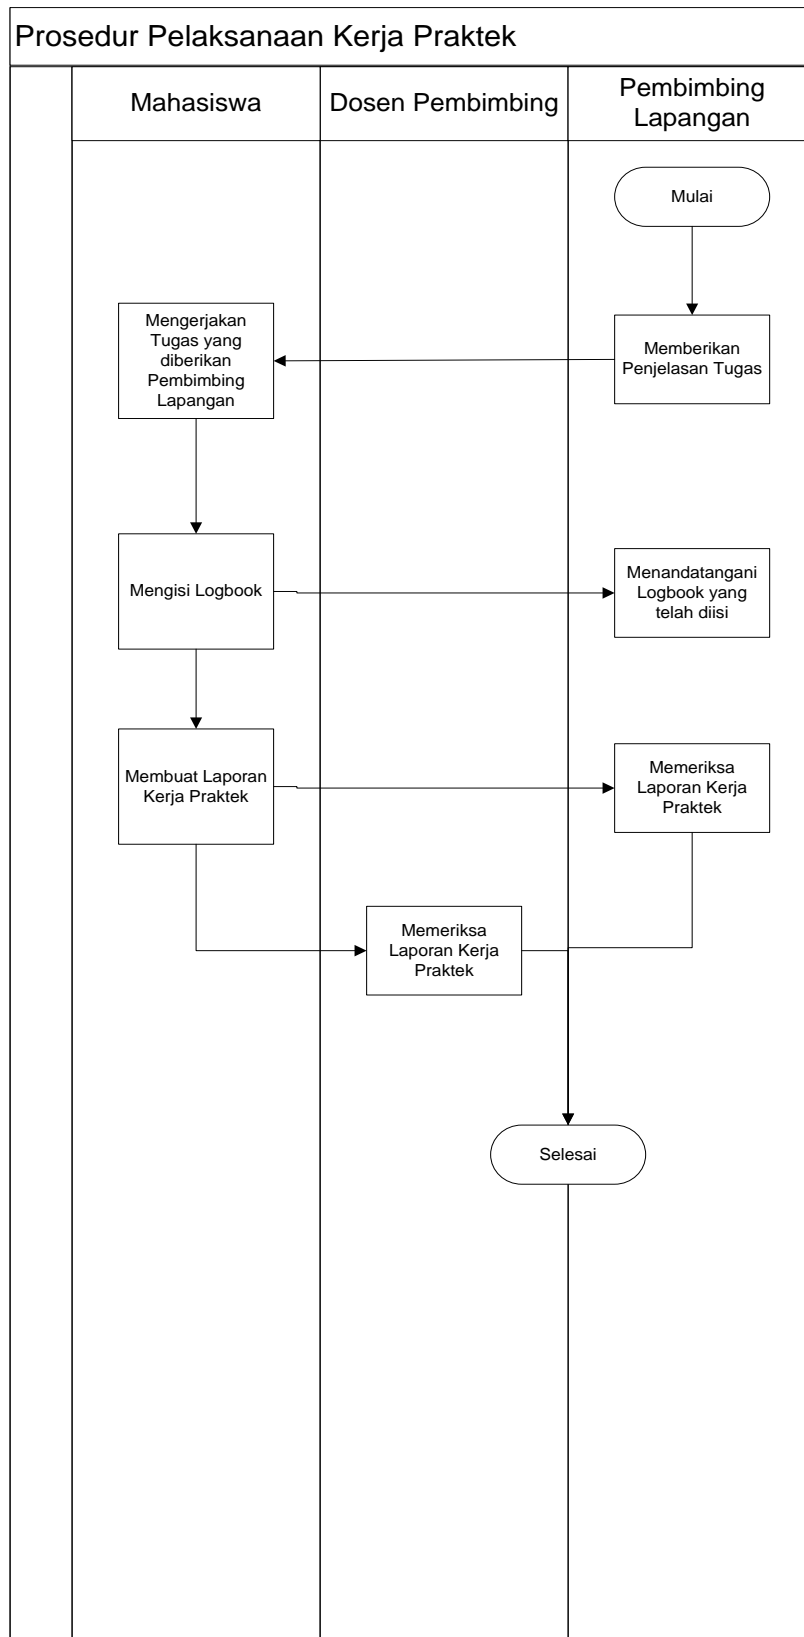 Prosedur Pelaksanaan Kerja Praktek
Mahasiswa
Dosen Pembimbing
Pembimbing
Lapangan
Mulai
Mengerjakan
Tugas yang
diberikan
Pembimbing
Lapangan
Memberikan
Penjelasan Tugas
Mengisi Logbook
Menandatangani
Logbook yang
telah diisi
Membuat Laporan
Kerja Praktek
Memeriksa
Laporan Kerja
Praktek
Memeriksa
Laporan Kerja
Praktek
Selesai